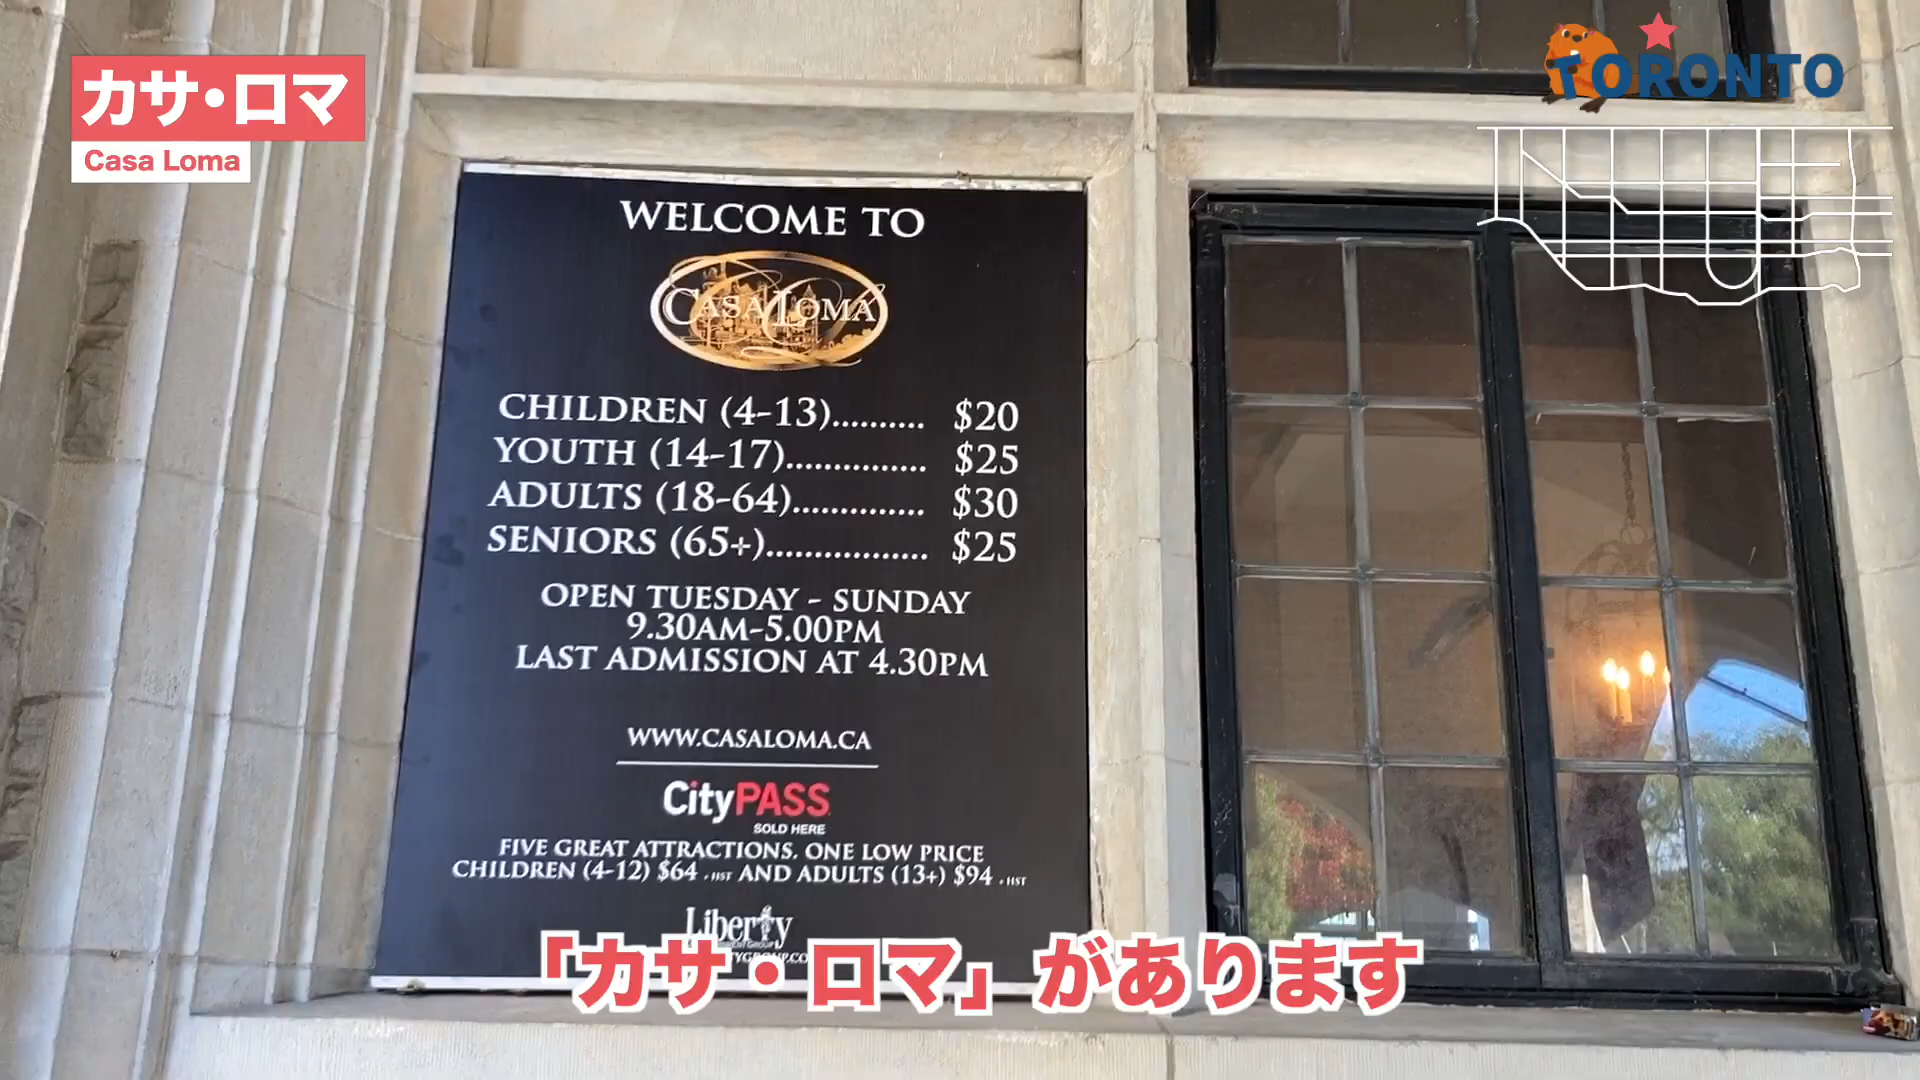 カサ・ロマ
Casa Loma
TORONTO
WELCOME TO
CASA LOMA
CHILDREN (4-13).......... $20
YOUTH (14-17)............... $25
ADULTS (18-64).............. $30
SENIORS (65+)................. $25
OPEN TUESDAY - SUNDAY
9.30AM-5.00PM
LAST ADMISSION AT 4.30PM
WWW.CASALOMA.CA
CityPASS
SOLD HERE
FIVE GREAT ATTRACTIONS. ONE LOW PRICE
CHILDREN (4-12) $64 + HST AND ADULTS (13+) $94 + HST
Liberty
「カサ・ロマ」があります